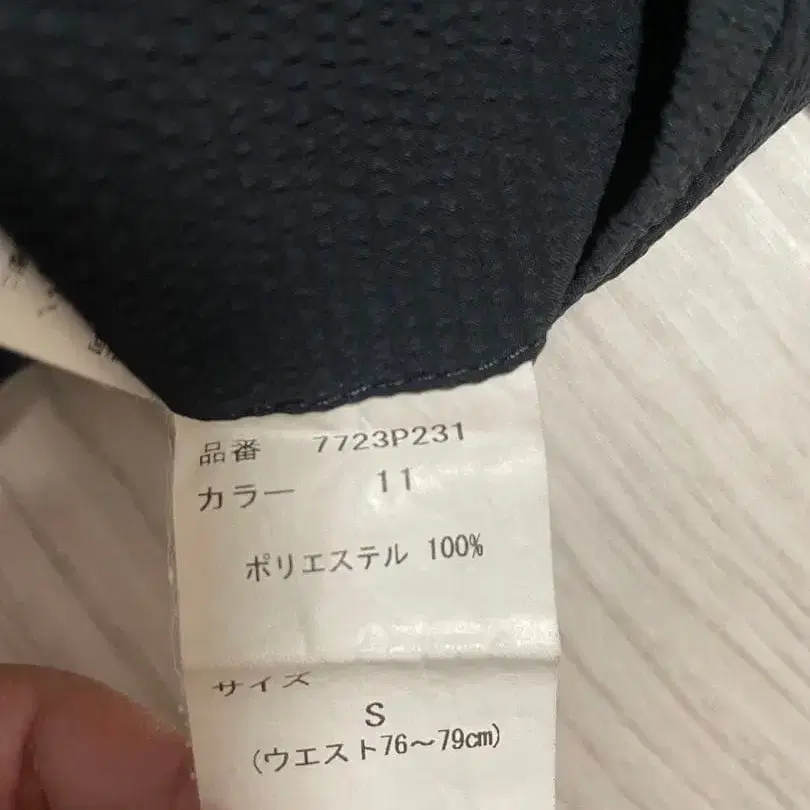 品番 7723P231
カラー 11
ポリエステル 100%
サイズ
S
(ウエスト76～79cm)